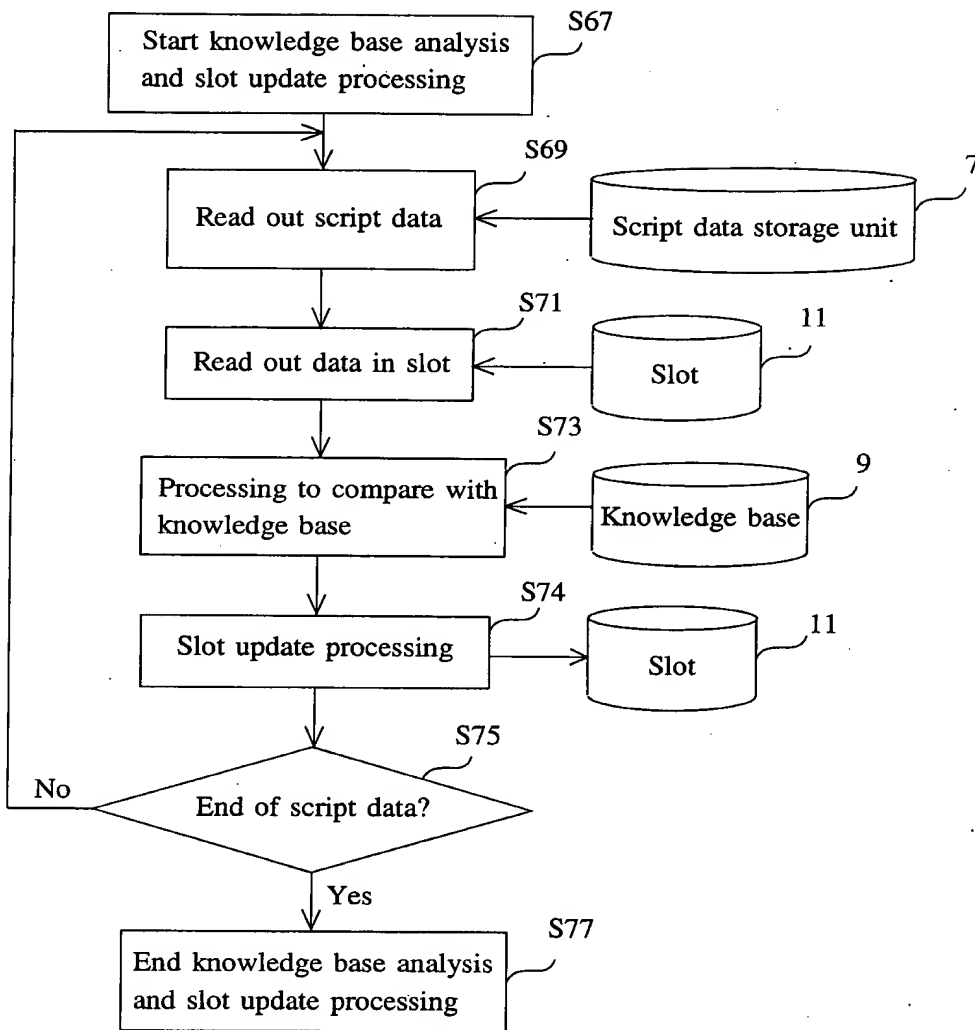 S67
Start knowledge base analysis
and slot update processing
S69
7
Read out script data
Script data storage unit
S71
11
Read out data in slot
Slot
S73
9
Processing to compare with
knowledge base
Knowledge base
S74
11
Slot update processing
Slot
S75
No
End of script data?
Yes
S77
End knowledge base analysis
and slot update processing